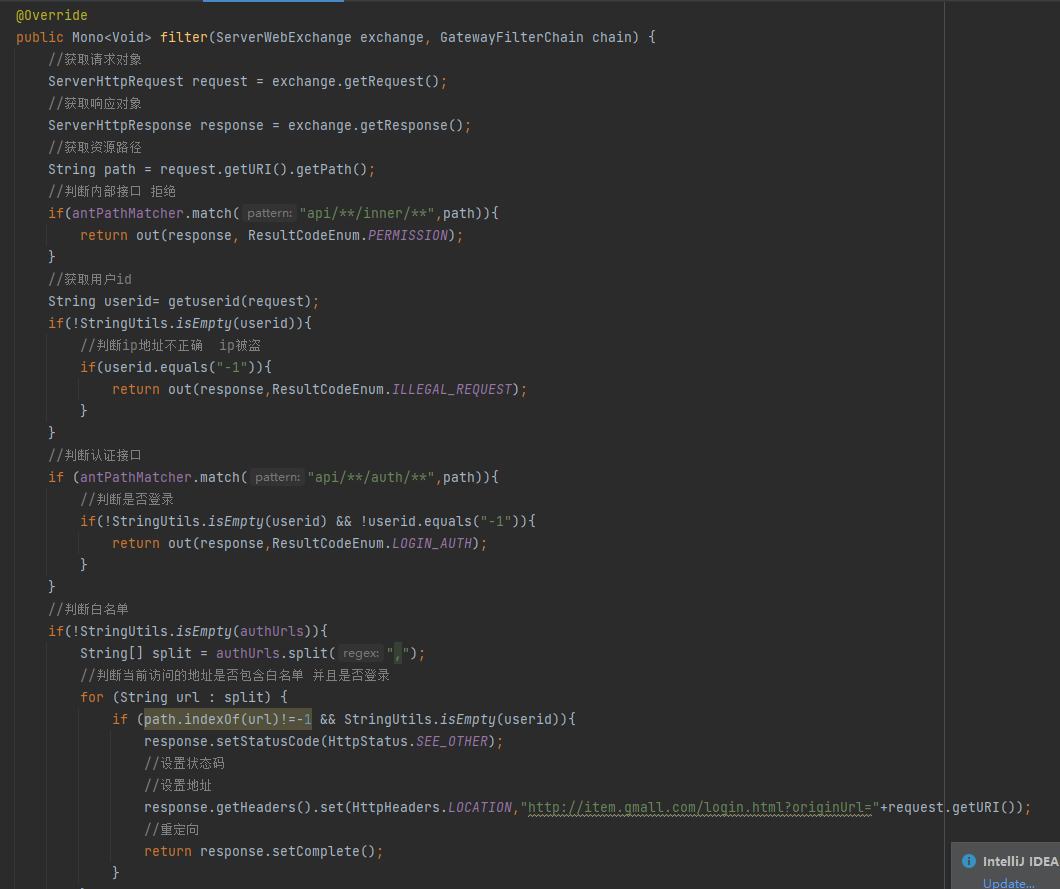 @Override
public Mono<Void> filter(ServerWebExchange exchange, GatewayFilterChain chain) {
//获取请求对象
ServerHttpRequest request = exchange.getRequest();
//获取响应对象
ServerHttpResponse response = exchange.getResponse();
//获取资源路径
String path = request.getURI().getPath();
//判断内部接口 拒绝
if(antPathMatcher.match( pattern: "api/**/inner/**",path)){
return out(response, ResultCodeEnum.PERMISSION);
}
//获取用户id
String userid= getuserid(request);
if(!StringUtils.isEmpty(userid)){
//判断ip地址不正确  ip被盗
if(userid.equals("-1")){
return out(response,ResultCodeEnum.ILLEGAL_REQUEST);
}
}
//判断认证接口
if (antPathMatcher.match( pattern: "api/**/auth/**",path)){
//判断是否登录
if(!StringUtils.isEmpty(userid) && !userid.equals("-1")){
return out(response,ResultCodeEnum.LOGIN_AUTH);
}
}
//判断白名单
if(!StringUtils.isEmpty(authUrls)){
String[] split = authUrls.split( regex: ",");
//判断当前访问的地址是否包含白名单 并且是否登录
for (String url : split) {
if (path.indexOf(url)!=-1 && StringUtils.isEmpty(userid)){
response.setStatusCode(HttpStatus.SEE_OTHER);
//设置状态码
//设置地址
response.getHeaders().set(HttpHeaders.LOCATION,"http://item.gmall.com/login.html?originUrl="+request.getURI());
//重定向
return response.setComplete();
}
IntelliJ IDEA
Update...